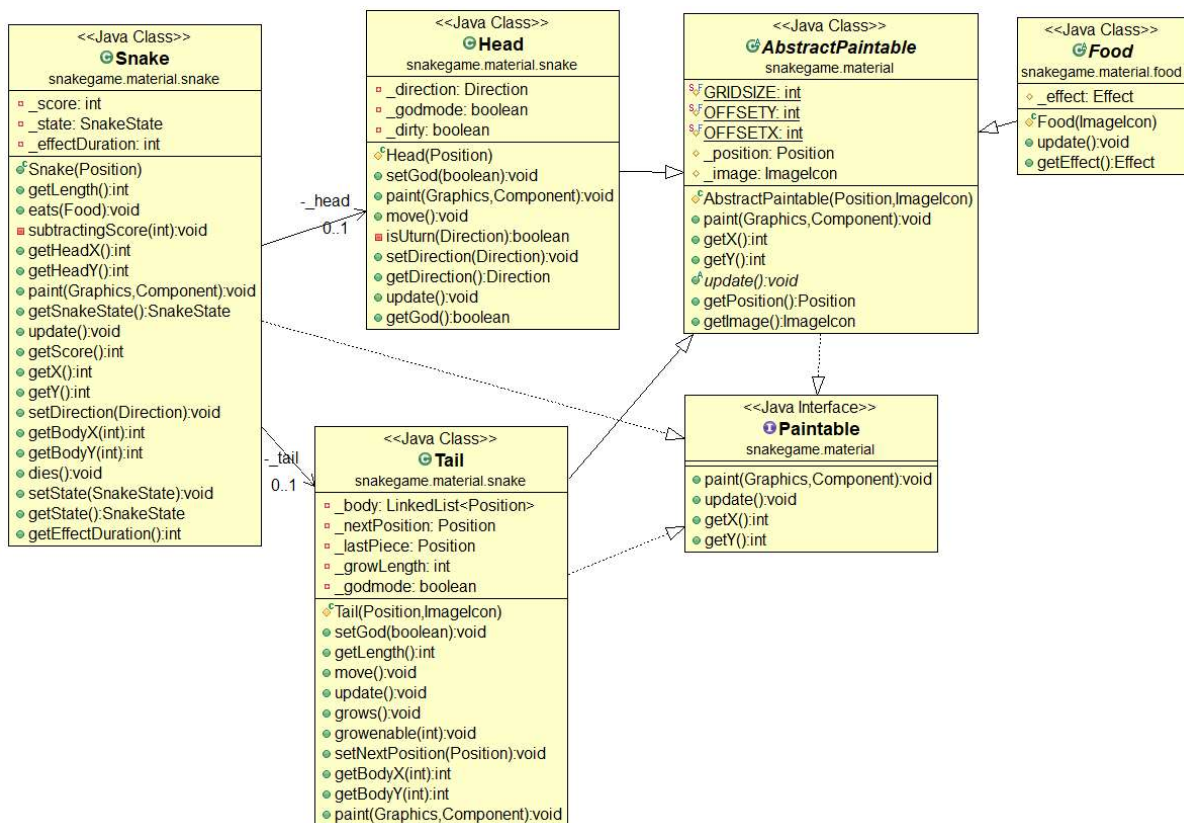 <<Java Class>>
Snake
snakegame.material.snake
_score: int
_state: SnakeState
_effectDuration: int
Snake(Position)
getLength():int
eats(Food):void
subtractingScore(int):void
getHeadX():int
getHeadY():int
paint(Graphics,Component):void
getSnakeState():SnakeState
update():void
getScore():int
getX():int
getY():int
setDirection(Direction):void
getBodyX(int):int
getBodyY(int):int
dies():void
setState(SnakeState):void
getState():SnakeState
getEffectDuration():int
-_head
0..1
-_tail
0..1
<<Java Class>>
Head
snakegame.material.snake
_direction: Direction
_godmode: boolean
_dirty: boolean
Head(Position)
setGod(boolean):void
paint(Graphics,Component):void
move():void
isUturn(Direction):boolean
setDirection(Direction):void
getDirection():Direction
update():void
getGod():boolean
<<Java Class>>
Tail
snakegame.material.snake
_body: LinkedList<Position>
_nextPosition: Position
_lastPiece: Position
_growLength: int
_godmode: boolean
Tail(Position,ImageIcon)
setGod(boolean):void
getLength():int
move():void
update():void
grows():void
growenable(int):void
setNextPosition(Position):void
getBodyX(int):int
getBodyY(int):int
paint(Graphics,Component):void
<<Java Class>>
AbstractPaintable
snakegame.material
GRIDSIZE: int
OFFSETY: int
OFFSETX: int
_position: Position
_image: ImageIcon
AbstractPaintable(Position,ImageIcon)
paint(Graphics,Component):void
getX():int
getY():int
update():void
getPosition():Position
getImage():ImageIcon
<<Java Interface>>
Paintable
snakegame.material
paint(Graphics,Component):void
update():void
getX():int
getY():int
<<Java Class>>
Food
snakegame.material.food
_effect: Effect
Food(ImageIcon)
update():void
getEffect():Effect